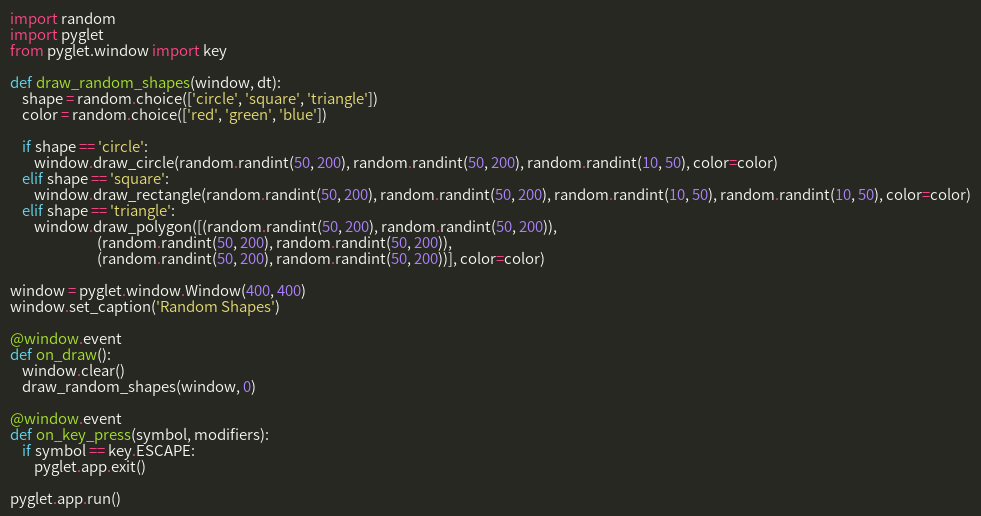 import random
import pyglet
from pyglet.window import key

def draw_random_shapes(window, dt):
    shape = random.choice(['circle', 'square', 'triangle'])
    color = random.choice(['red', 'green', 'blue'])

    if shape == 'circle':
        window.draw_circle(random.randint(50, 200), random.randint(50, 200), random.randint(10, 50), color=color)
    elif shape == 'square':
        window.draw_rectangle(random.randint(50, 200), random.randint(50, 200), random.randint(10, 50), random.randint(10, 50), color=color)
    elif shape == 'triangle':
        window.draw_polygon([(random.randint(50, 200), random.randint(50, 200)),
                             (random.randint(50, 200), random.randint(50, 200)),
                             (random.randint(50, 200), random.randint(50, 200))], color=color)

window = pyglet.window.Window(400, 400)
window.set_caption('Random Shapes')

@window.event
def on_draw():
    window.clear()
    draw_random_shapes(window, 0)

@window.event
def on_key_press(symbol, modifiers):
    if symbol == key.ESCAPE:
        pyglet.app.exit()

pyglet.app.run()